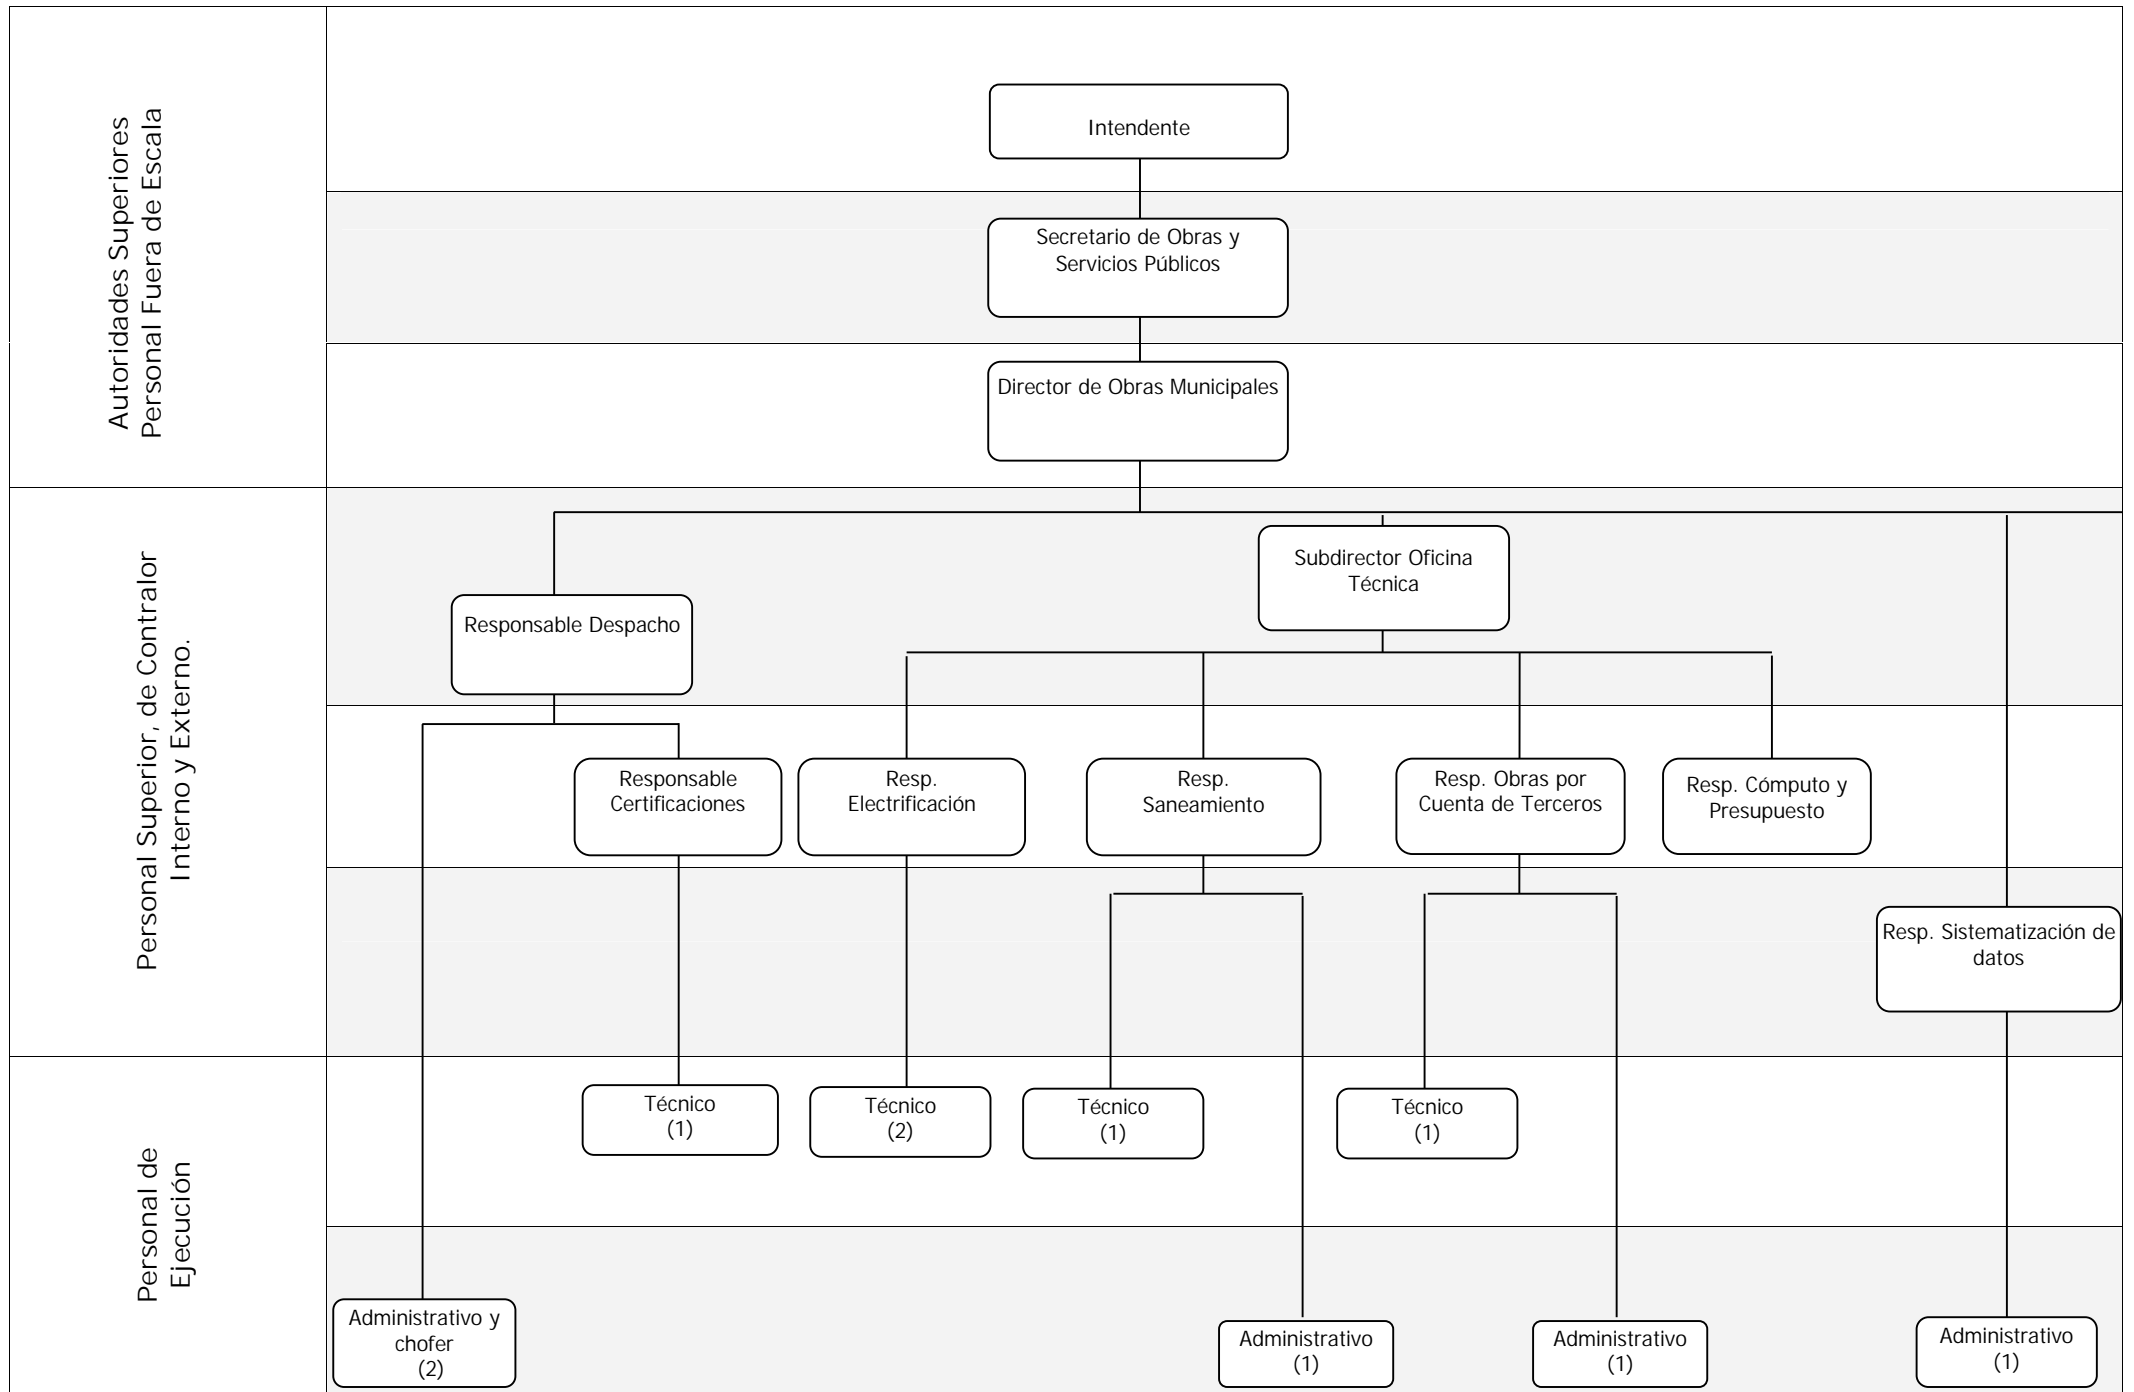 Autoridades Superiores
Personal Fuera de Escala
Intendente
Secretario de Obras y
Servicios Públicos
Director de Obras Municipales
Personal Superior, de Contralor
Interno y Externo.
Subdirector Oficina
Técnica
Responsable Despacho
Responsable
Certificaciones
Resp.
Electrificación
Resp.
Saneamiento
Resp. Obras por
Cuenta de Terceros
Resp. Cómputo y
Presupuesto
Resp. Sistematización de
datos
Personal de
Ejecución
Técnico
(1)
Técnico
(2)
Técnico
(1)
Técnico
(1)
Administrativo y
chofer
(2)
Administrativo
(1)
Administrativo
(1)
Administrativo
(1)